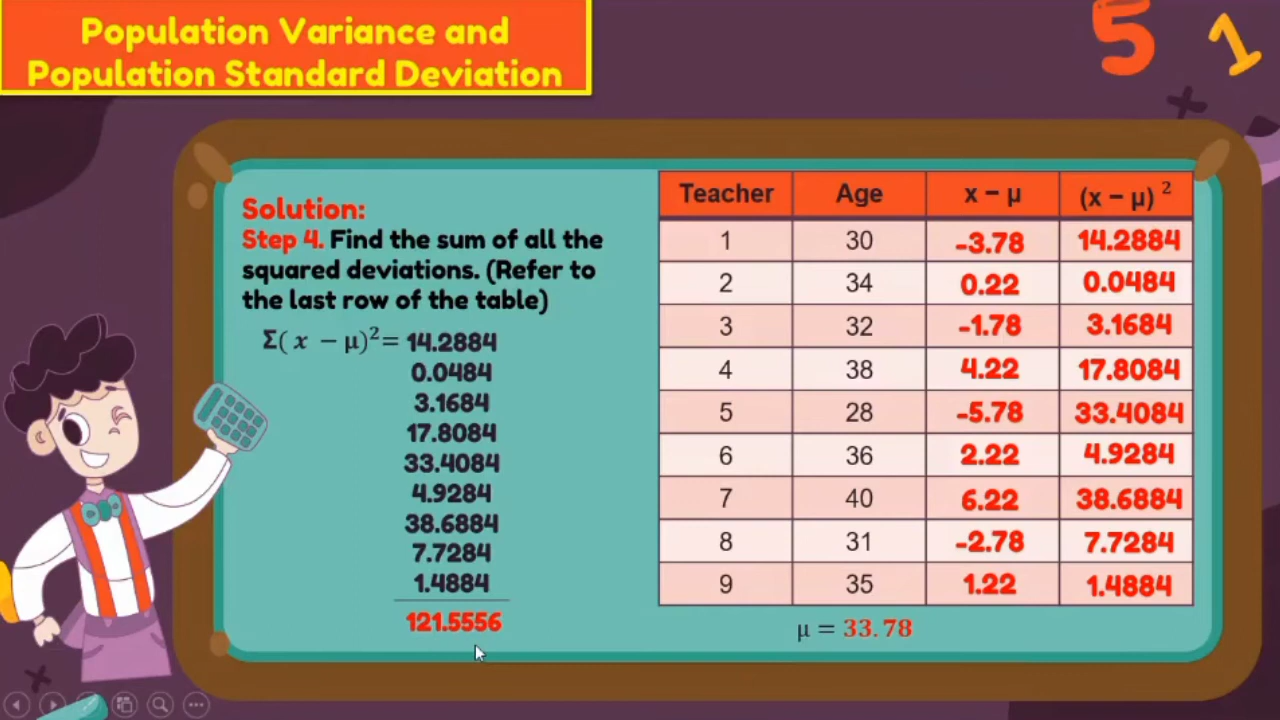 Population Variance and
Population Standard Deviation
5 1
Solution:
Step 4. Find the sum of all the
squared deviations. (Refer to
the last row of the table)
Σ( x − μ)²= 14.2884
0.0484
3.1684
17.8084
33.4084
4.9284
38.6884
7.7284
1.4884
121.5556
Teacher Age x − μ (x − μ) ²
1 30 -3.78 14.2884
2 34 0.22 0.0484
3 32 -1.78 3.1684
4 38 4.22 17.8084
5 28 -5.78 33.4084
6 36 2.22 4.9284
7 40 6.22 38.6884
8 31 -2.78 7.7284
9 35 1.22 1.4884
μ = 33.78